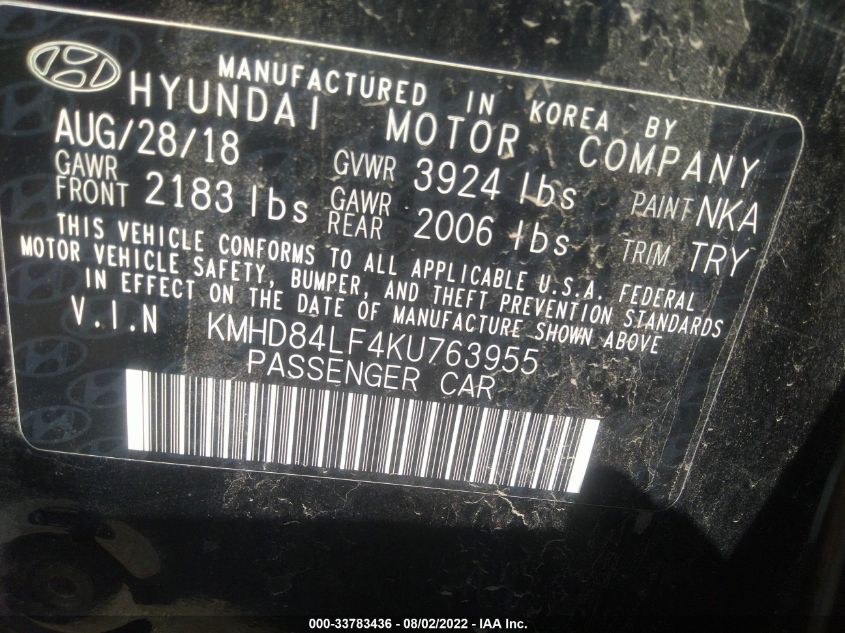 MANUFACTURED IN KOREA BY
HYUNDAI MOTOR COMPANY
AUG/28/18 GVWR 3924 lbs PAINT NKA
GAWR FRONT 2183 lbs GAWR REAR 2006 lbs TRIM TRY
THIS VEHICLE CONFORMS TO ALL APPLICABLE U.S.A. FEDERAL
MOTOR VEHICLE SAFETY, BUMPER, AND THEFT PREVENTION STANDARDS
IN EFFECT ON THE DATE OF MANUFACTURE SHOWN ABOVE
V.I.N KMHD84LF4KU763955
PASSENGER CAR
000-33783436 - 08/02/2022 - IAA Inc.